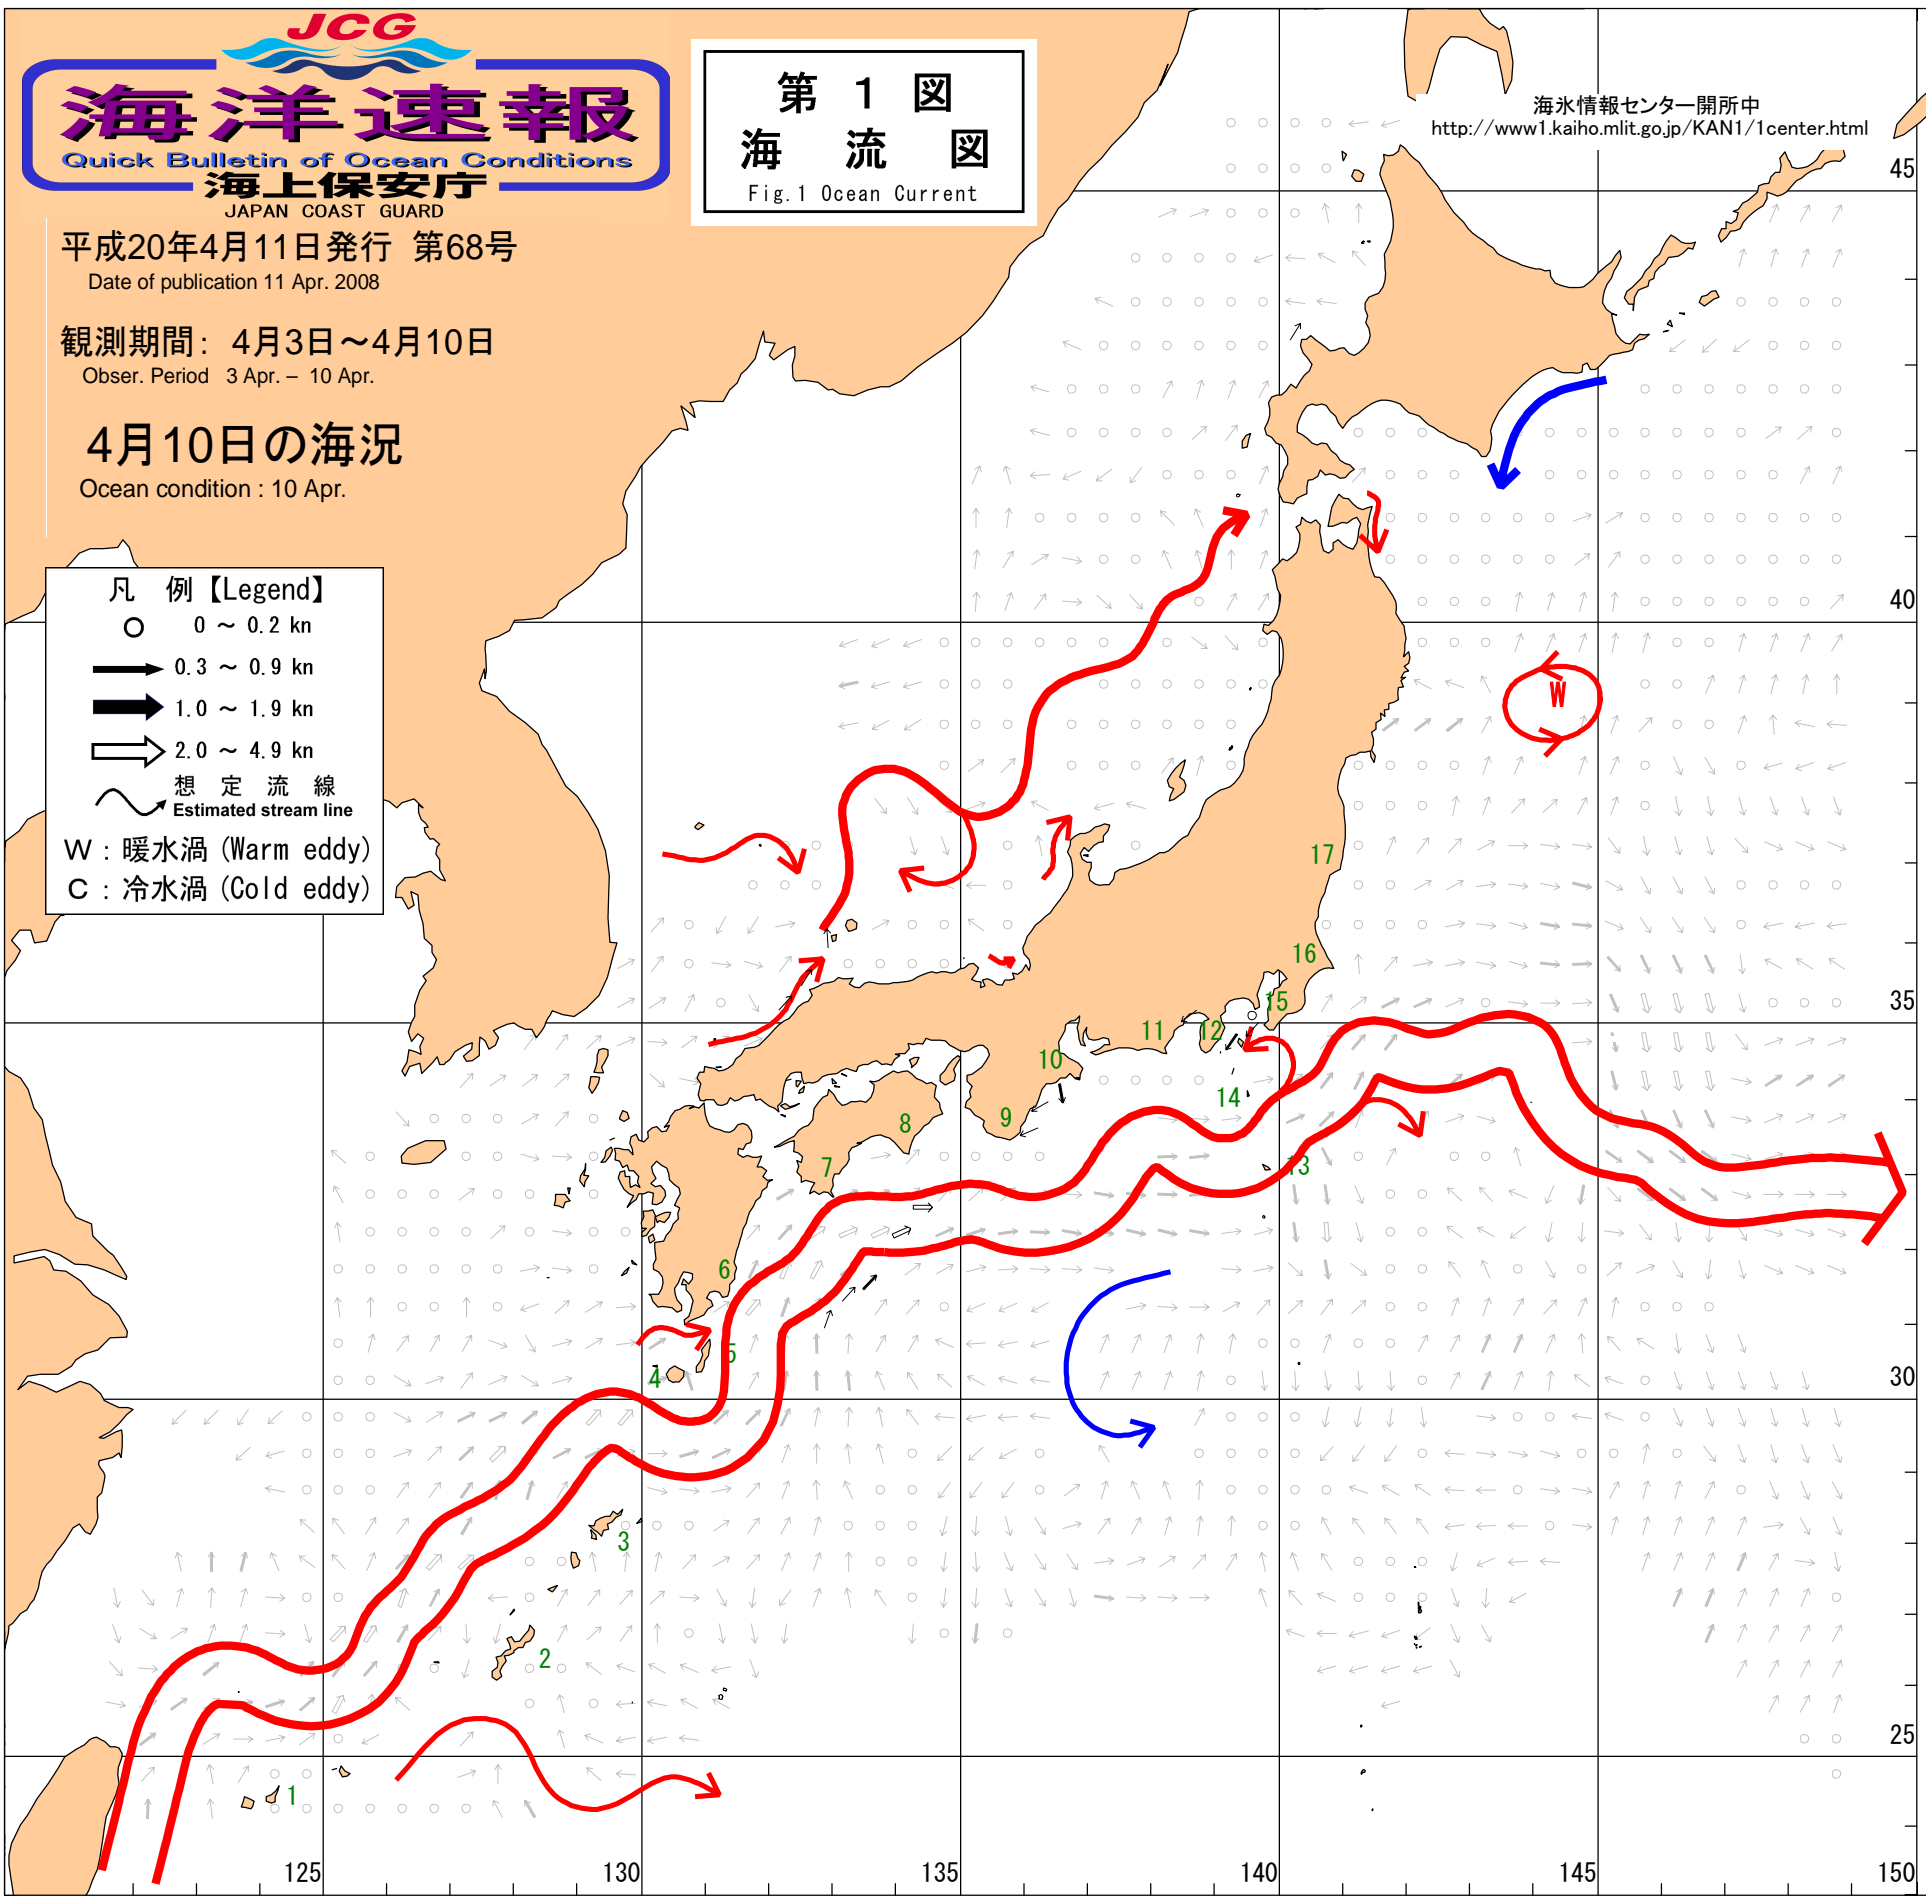 JCG
海洋速報
Quick Bulletin of Ocean Conditions
海上保安庁
JAPAN COAST GUARD
平成20年4月11日発行 第68号
Date of publication 11 Apr. 2008
観測期間: 4月3日～4月10日
Obser. Period 3 Apr. – 10 Apr.
4月10日の海況
Ocean condition : 10 Apr.
第 1 図
海 流 図
Fig.1 Ocean Current
海氷情報センター開所中
http://www1.kaiho.mlit.go.jp/KAN1/1center.html
凡 例【Legend】
0 ～ 0.2 kn
0.3 ～ 0.9 kn
1.0 ～ 1.9 kn
2.0 ～ 4.9 kn
想 定 流 線
Estimated stream line
W : 暖水渦 (Warm eddy)
C : 冷水渦 (Cold eddy)
45
40
W
17
16
35
15
12
11
10
14
9
8
7
13
6
5
4
30
3
2
25
1
125
130
135
140
145
150